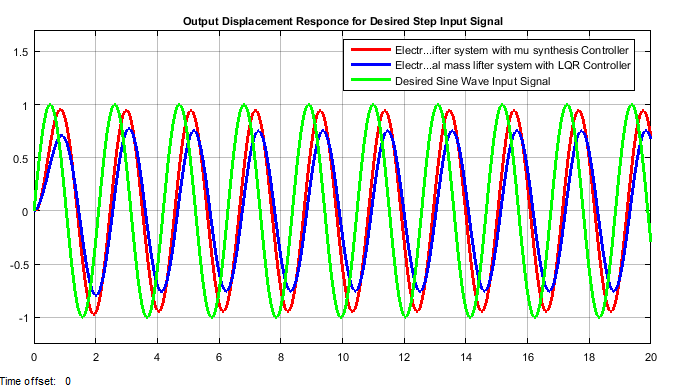 Output Displacement Responce for Desired Step Input Signal
Electr...ifter system with mu synthesis Controller
Electr...al mass lifter system with LQR Controller
Desired Sine Wave Input Signal
1.5
1
0.5
0
-0.5
-1
0 2 4 6 8 10 12 14 16 18 20
Time offset: 0